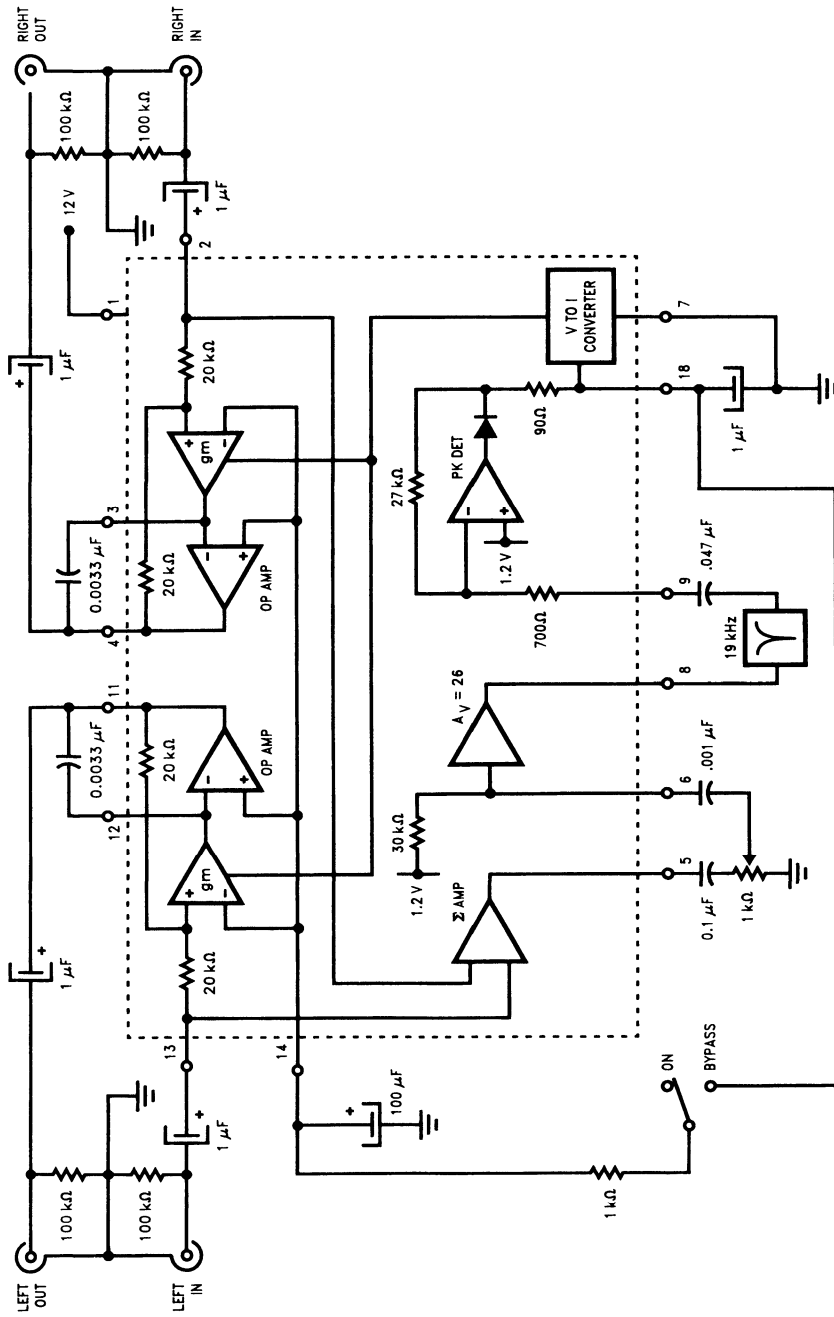 LEFT
OUT
100 kΩ
100 kΩ
LEFT
IN
+
1 μF
+
1 μF
13
14
+
100 μF
1 kΩ
ON
BYPASS
20 kΩ
+
gm
−
12
0.0033 μF
11
20 kΩ
−
+
OP AMP
Σ AMP
1.2 V
30 kΩ
A V = 26
5
0.1 μF
1 kΩ
6
.001 μF
8
19 kHz
9
.047 μF
700Ω
27 kΩ
1.2 V
−
+
PK DET
90Ω
V TO I
CONVERTER
18
7
1 μF
4
0.0033 μF
3
20 kΩ
OP AMP
−
+
+
gm
−
20 kΩ
+
1 μF
1
12 V
2
+
1 μF
100 kΩ
100 kΩ
RIGHT
OUT
RIGHT
IN